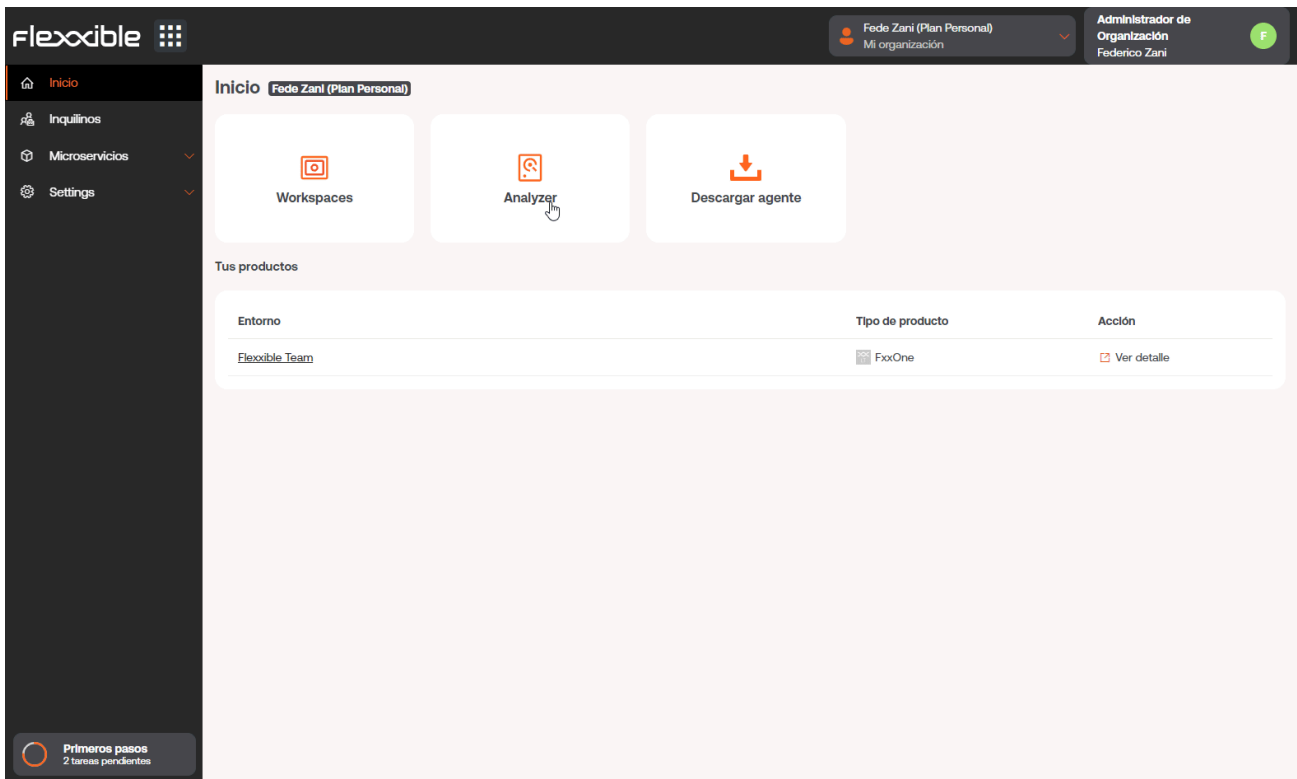 Flexxible
Fede Zani (Plan Personal)
Mi organización
Administrador de
Organización
Federico Zani
F
Inicio
Inquilinos
Microservicios
Settings
Inicio Fede Zani (Plan Personal)
Workspaces
Analyzer
Descargar agente
Tus productos
Entorno Tipo de producto Acción
Flexxible Team FxxOne Ver detalle
Primeros pasos
2 tareas pendientes